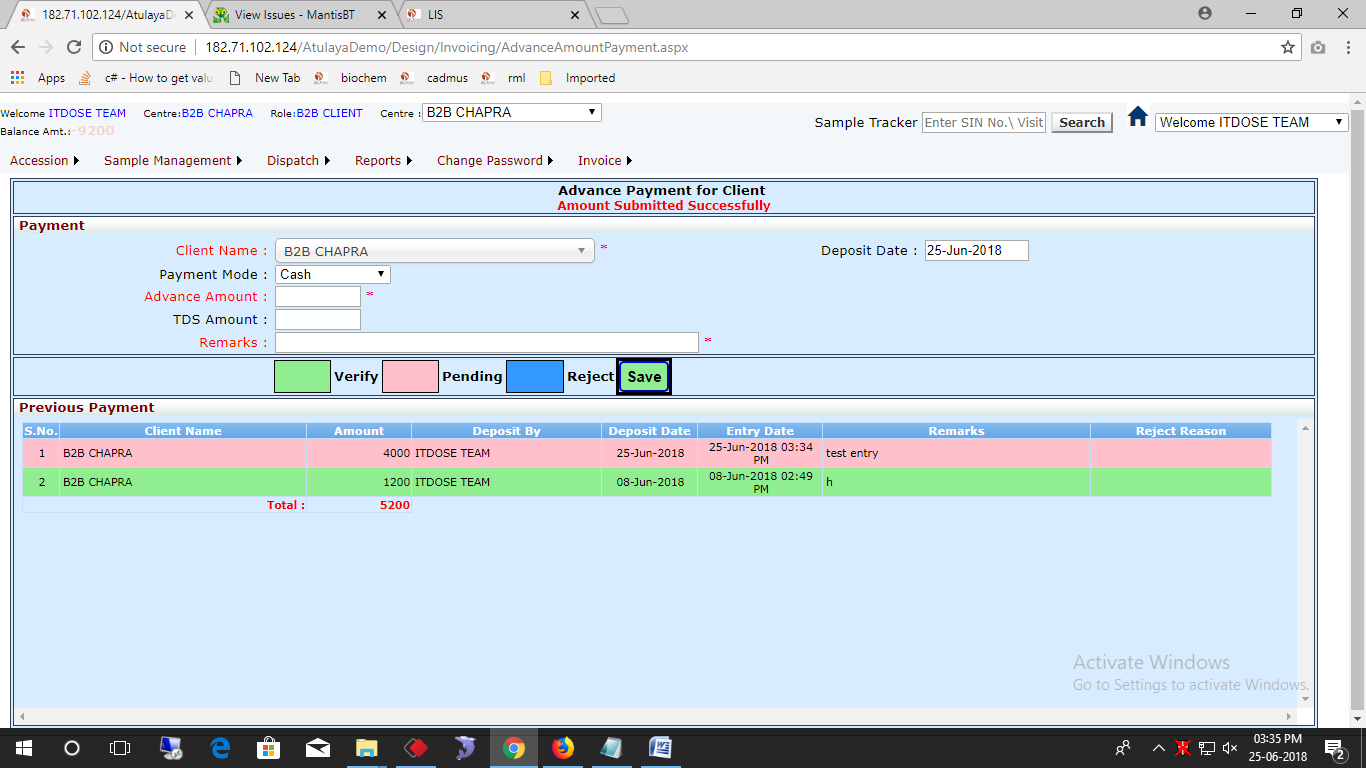 182.71.102.124/AtulayaD
View Issues - MantisBT
LIS
Not secure
182.71.102.124/AtulayaDemo/Design/Invoicing/AdvanceAmountPayment.aspx
Apps
c# - How to get valu
New Tab
biochem
cadmus
rml
Imported
Welcome ITDOSE TEAM Centre:B2B CHAPRA Role:B2B CLIENT Centre : B2B CHAPRA
Balance Amt.:-9200
Sample Tracker Enter SIN No.\ Visit Search Welcome ITDOSE TEAM
Accession Sample Management Dispatch Reports Change Password Invoice
Advance Payment for Client
Amount Submitted Successfully
Payment
Client Name : B2B CHAPRA * Deposit Date : 25-Jun-2018
Payment Mode : Cash
Advance Amount : *
TDS Amount :
Remarks : *
Verify Pending Reject Save
Previous Payment
S.No. Client Name Amount Deposit By Deposit Date Entry Date Remarks Reject Reason
1 B2B CHAPRA 4000 ITDOSE TEAM 25-Jun-2018 25-Jun-2018 03:34 PM test entry
2 B2B CHAPRA 1200 ITDOSE TEAM 08-Jun-2018 08-Jun-2018 02:49 PM h
Total : 5200
Activate Windows
Go to Settings to activate Windows.
03:35 PM
25-06-2018
2